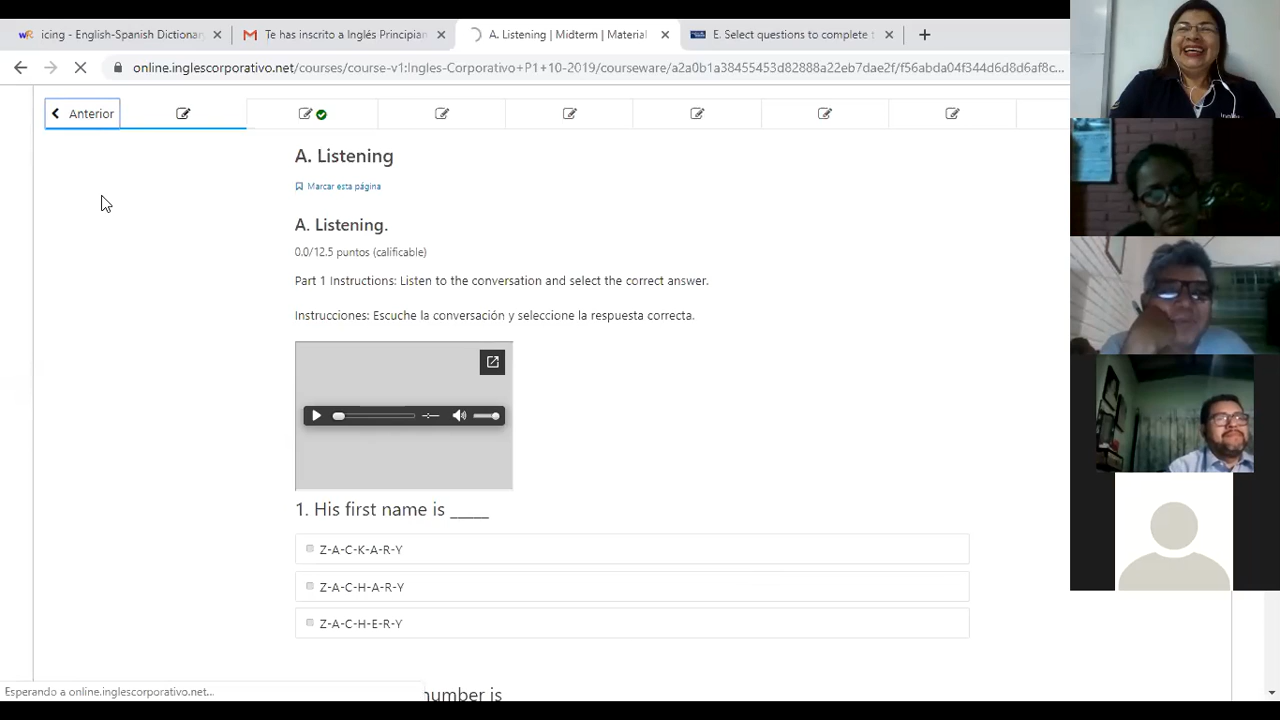 icing - English-Spanish Dictionary
Te has inscrito a Inglés Principian
A. Listening | Midterm | Material
E. Select questions to complete t
online.inglescorporativo.net/courses/course-v1:Ingles-Corporativo+P1+10-2019/courseware/a2a0b1a38455453d82888a22eb7dae2f/f56abda04f344d6d8d6af8c...
Anterior
A. Listening
Marcar esta página
A. Listening.
0.0/12.5 puntos (calificable)
Part 1 Instructions: Listen to the conversation and select the correct answer.
Instrucciones: Escuche la conversación y seleccione la respuesta correcta.
1. His first name is _____
Z-A-C-K-A-R-Y
Z-A-C-H-A-R-Y
Z-A-C-H-E-R-Y
number is
Esperando a online.inglescorporativo.net...